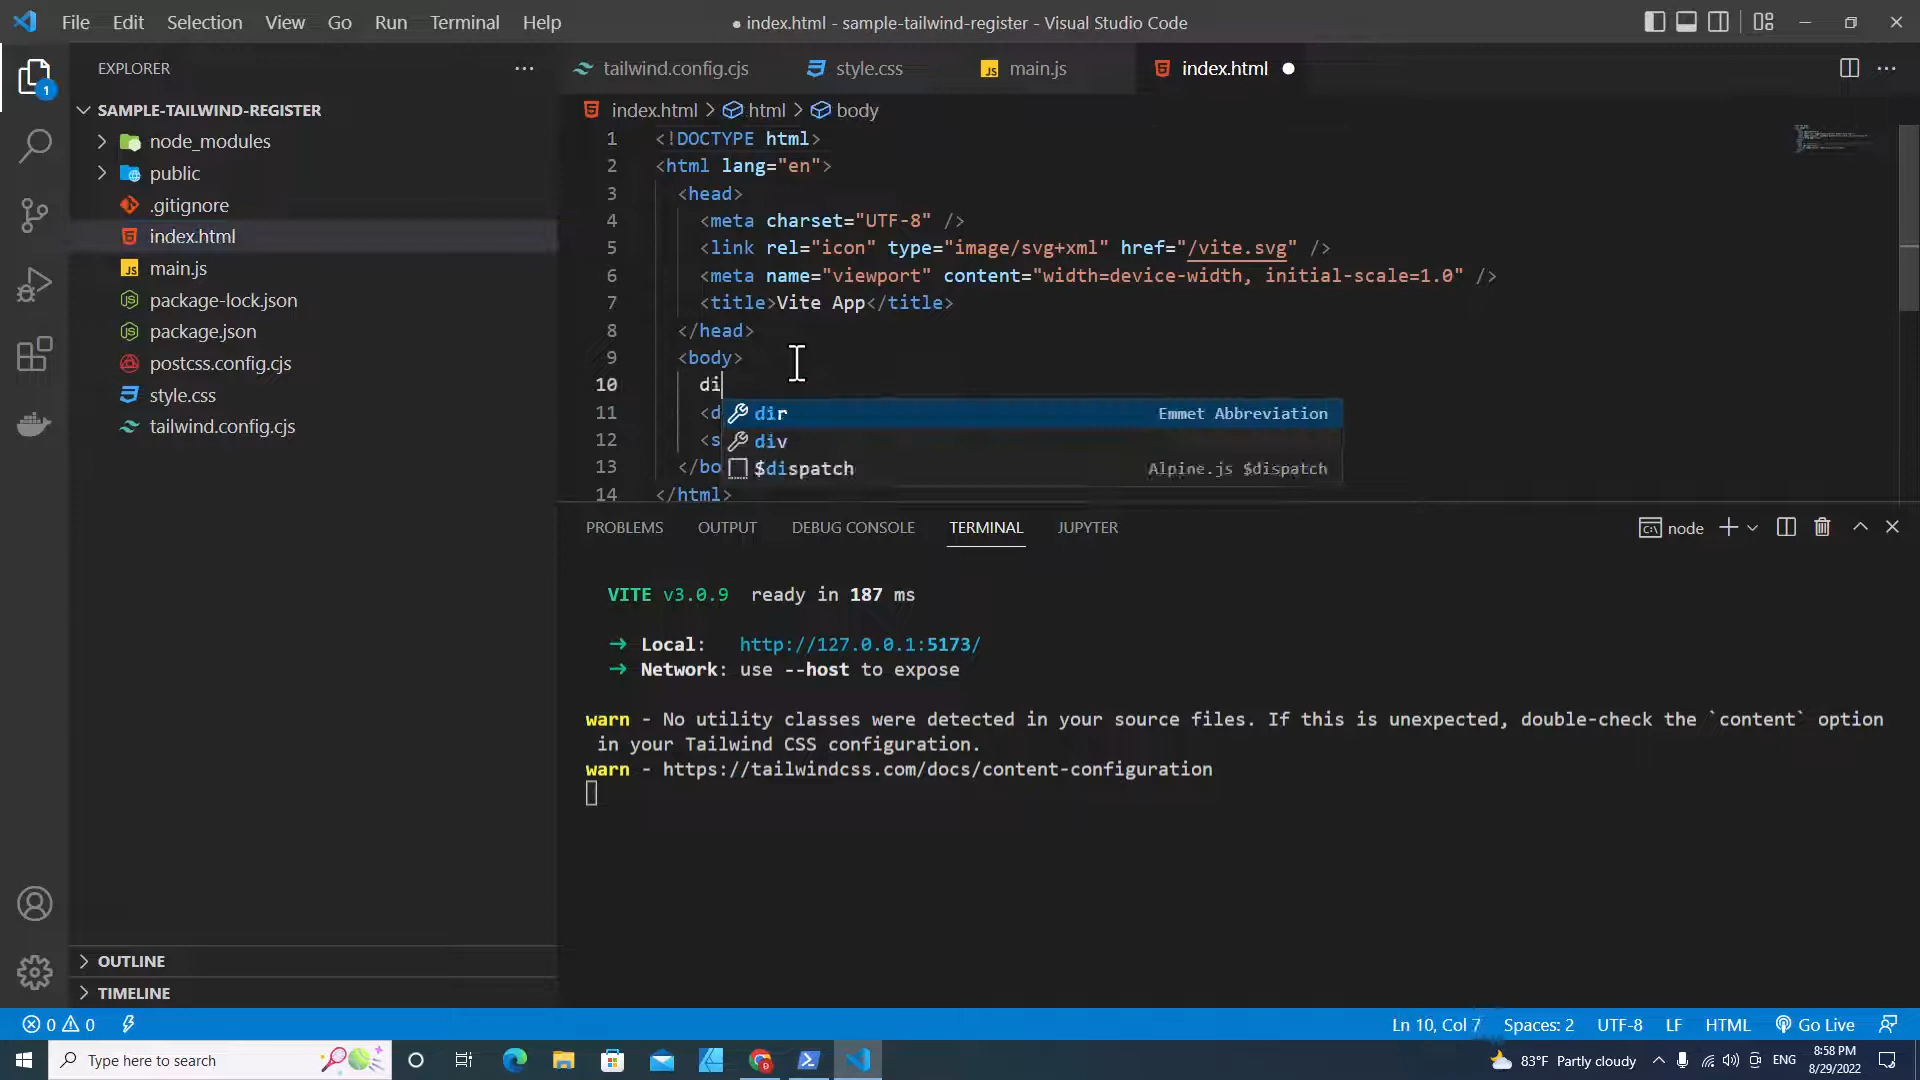 File Edit Selection View Go Run Terminal Help
● index.html - sample-tailwind-register - Visual Studio Code
EXPLORER
tailwind.config.cjs
style.css
main.js
index.html
SAMPLE-TAILWIND-REGISTER
node_modules
public
.gitignore
index.html
main.js
package-lock.json
package.json
postcss.config.cjs
style.css
tailwind.config.cjs
OUTLINE
TIMELINE
1
index.html > html > body
1 <!DOCTYPE html>
2 <html lang="en">
3 <head>
4 <meta charset="UTF-8" />
5 <link rel="icon" type="image/svg+xml" href="/vite.svg" />
6 <meta name="viewport" content="width=device-width, initial-scale=1.0" />
7 <title>Vite App</title>
8 </head>
9 <body>
10 di
11 <d
12 <s
13 </bo
14 </html>
dir Emmet Abbreviation
div
$dispatch Alpine.js $dispatch
PROBLEMS OUTPUT DEBUG CONSOLE TERMINAL JUPYTER
node
VITE v3.0.9 ready in 187 ms
→ Local: http://127.0.0.1:5173/
→ Network: use --host to expose
warn - No utility classes were detected in your source files. If this is unexpected, double-check the `content` option
in your Tailwind CSS configuration.
warn - https://tailwindcss.com/docs/content-configuration
0 0
Ln 10, Col 7 Spaces: 2 UTF-8 LF HTML Go Live
Type here to search
83°F Partly cloudy
ENG
8:58 PM
8/29/2022